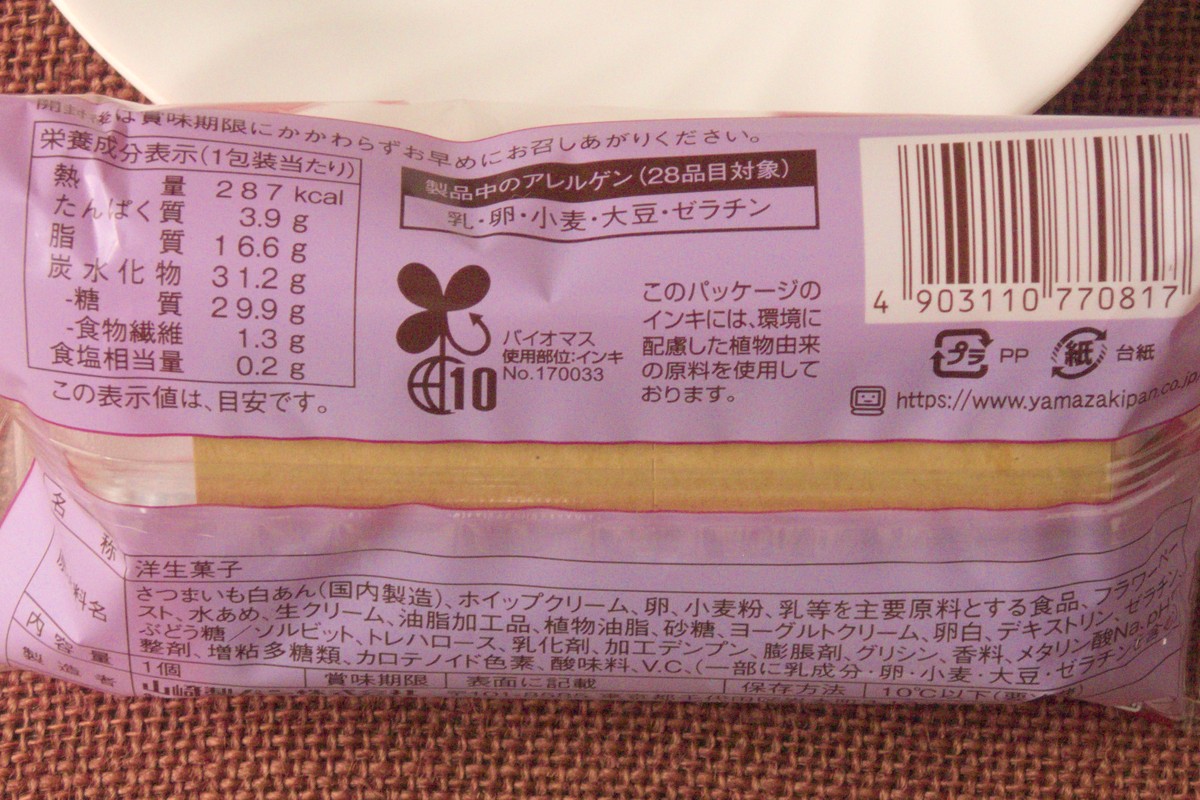 開封後は賞味期限にかかわらずお早めにお召しあがりください。
栄養成分表示(1包装当たり)
熱量 287 kcal
たんぱく質 3.9 g
脂質 16.6 g
炭水化物 31.2 g
-糖質 29.9 g
-食物繊維 1.3 g
食塩相当量 0.2 g
この表示値は、目安です。
製品中のアレルゲン(28品目対象)
乳・卵・小麦・大豆・ゼラチン
10
バイオマス
使用部位:インキ
No.170033
このパッケージの
インキには、環境に
配慮した植物由来
の原料を使用して
おります。
4 903110 770817
プラ PP 紙 台紙
https://www.yamazakipan.co.jp
名称 洋生菓子
原料名 さつまいも白あん(国内製造)、ホイップクリーム、卵、小麦粉、乳等を主要原料とする食品、フラワーペー
スト、水あめ、生クリーム、油脂加工品、植物油脂、砂糖、ヨーグルトクリーム、卵白、デキストリン、ゼラチン、
ぶどう糖/ソルビット、トレハロース、乳化剤、加工デンプン、膨脹剤、グリシン、香料、メタリン酸Na、pH
整剤、増粘多糖類、カロテノイド色素、酸味料、V.C、(一部に乳成分・卵・小麦・大豆・ゼラチン
内容量 1個 賞味期限 表面に記載 保存方法 10℃以下
製造者